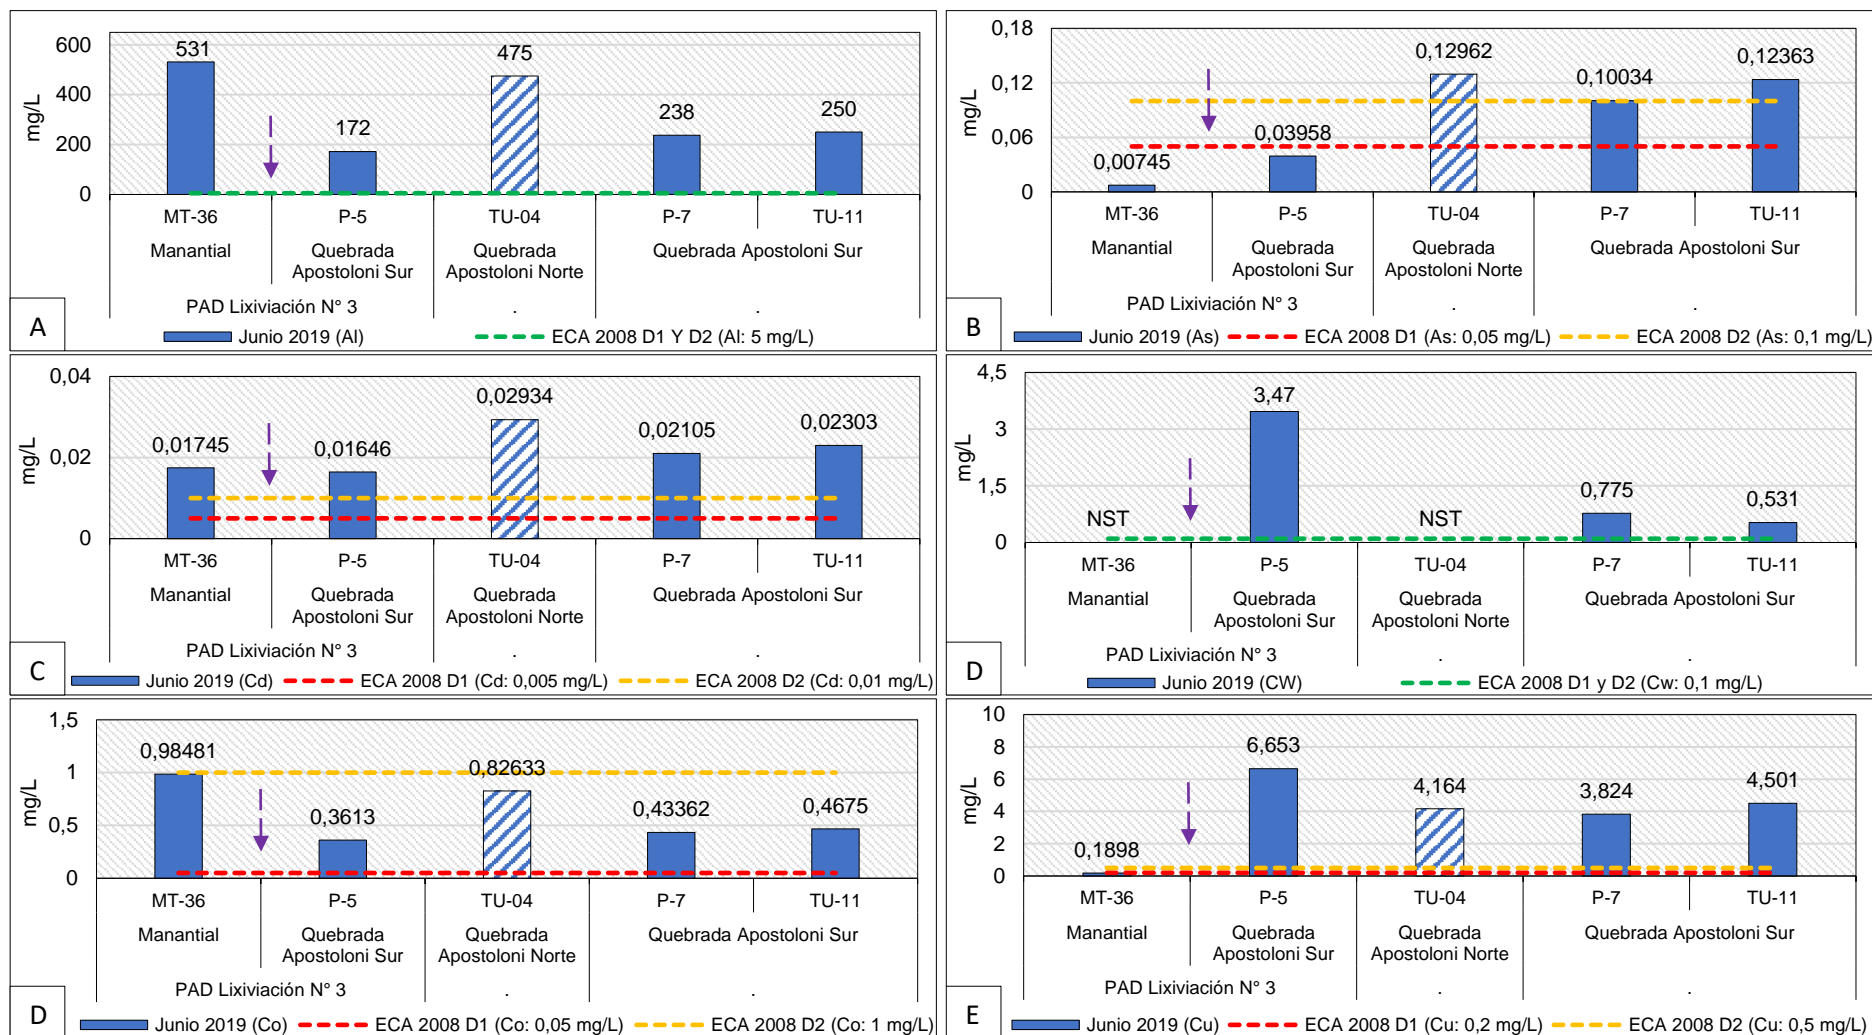 600
400
200
0
mg/L
531
172
475
238
250
MT-36
P-5
TU-04
P-7
TU-11
Manantial
Quebrada
Apostoloni Sur
Quebrada
Apostoloni Norte
Quebrada Apostoloni Sur
PAD Lixiviación N° 3
.
.
A
Junio 2019 (Al)
ECA 2008 D1 Y D2 (Al: 5 mg/L)
0,18
0,12
0,06
0
mg/L
0,00745
0,03958
0,12962
0,10034
0,12363
MT-36
P-5
TU-04
P-7
TU-11
Manantial
Quebrada
Apostoloni Sur
Quebrada
Apostoloni Norte
Quebrada Apostoloni Sur
PAD Lixiviación N° 3
.
.
B
Junio 2019 (As)
ECA 2008 D1 (As: 0,05 mg/L)
ECA 2008 D2 (As: 0,1 mg/L)
0,04
0,02
0
mg/L
0,01745
0,01646
0,02934
0,02105
0,02303
MT-36
P-5
TU-04
P-7
TU-11
Manantial
Quebrada
Apostoloni Sur
Quebrada
Apostoloni Norte
Quebrada Apostoloni Sur
PAD Lixiviación N° 3
.
.
C
Junio 2019 (Cd)
ECA 2008 D1 (Cd: 0,005 mg/L)
ECA 2008 D2 (Cd: 0,01 mg/L)
4,5
3
1,5
0
mg/L
NST
3,47
NST
0,775
0,531
MT-36
P-5
TU-04
P-7
TU-11
Manantial
Quebrada
Apostoloni Sur
Quebrada
Apostoloni Norte
Quebrada Apostoloni Sur
PAD Lixiviación N° 3
.
.
D
Junio 2019 (CW)
ECA 2008 D1 y D2 (Cw: 0,1 mg/L)
1,5
1
0,5
0
mg/L
0,98481
0,3613
0,82633
0,43362
0,4675
MT-36
P-5
TU-04
P-7
TU-11
Manantial
Quebrada
Apostoloni Sur
Quebrada
Apostoloni Norte
Quebrada Apostoloni Sur
PAD Lixiviación N° 3
.
.
D
Junio 2019 (Co)
ECA 2008 D1 (Co: 0,05 mg/L)
ECA 2008 D2 (Co: 1 mg/L)
10
8
6
4
2
0
mg/L
0,1898
6,653
4,164
3,824
4,501
MT-36
P-5
TU-04
P-7
TU-11
Manantial
Quebrada
Apostoloni Sur
Quebrada
Apostoloni Norte
Quebrada Apostoloni Sur
PAD Lixiviación N° 3
.
.
E
Junio 2019 (Cu)
ECA 2008 D1 (Cu: 0,2 mg/L)
ECA 2008 D2 (Cu: 0,5 mg/L)